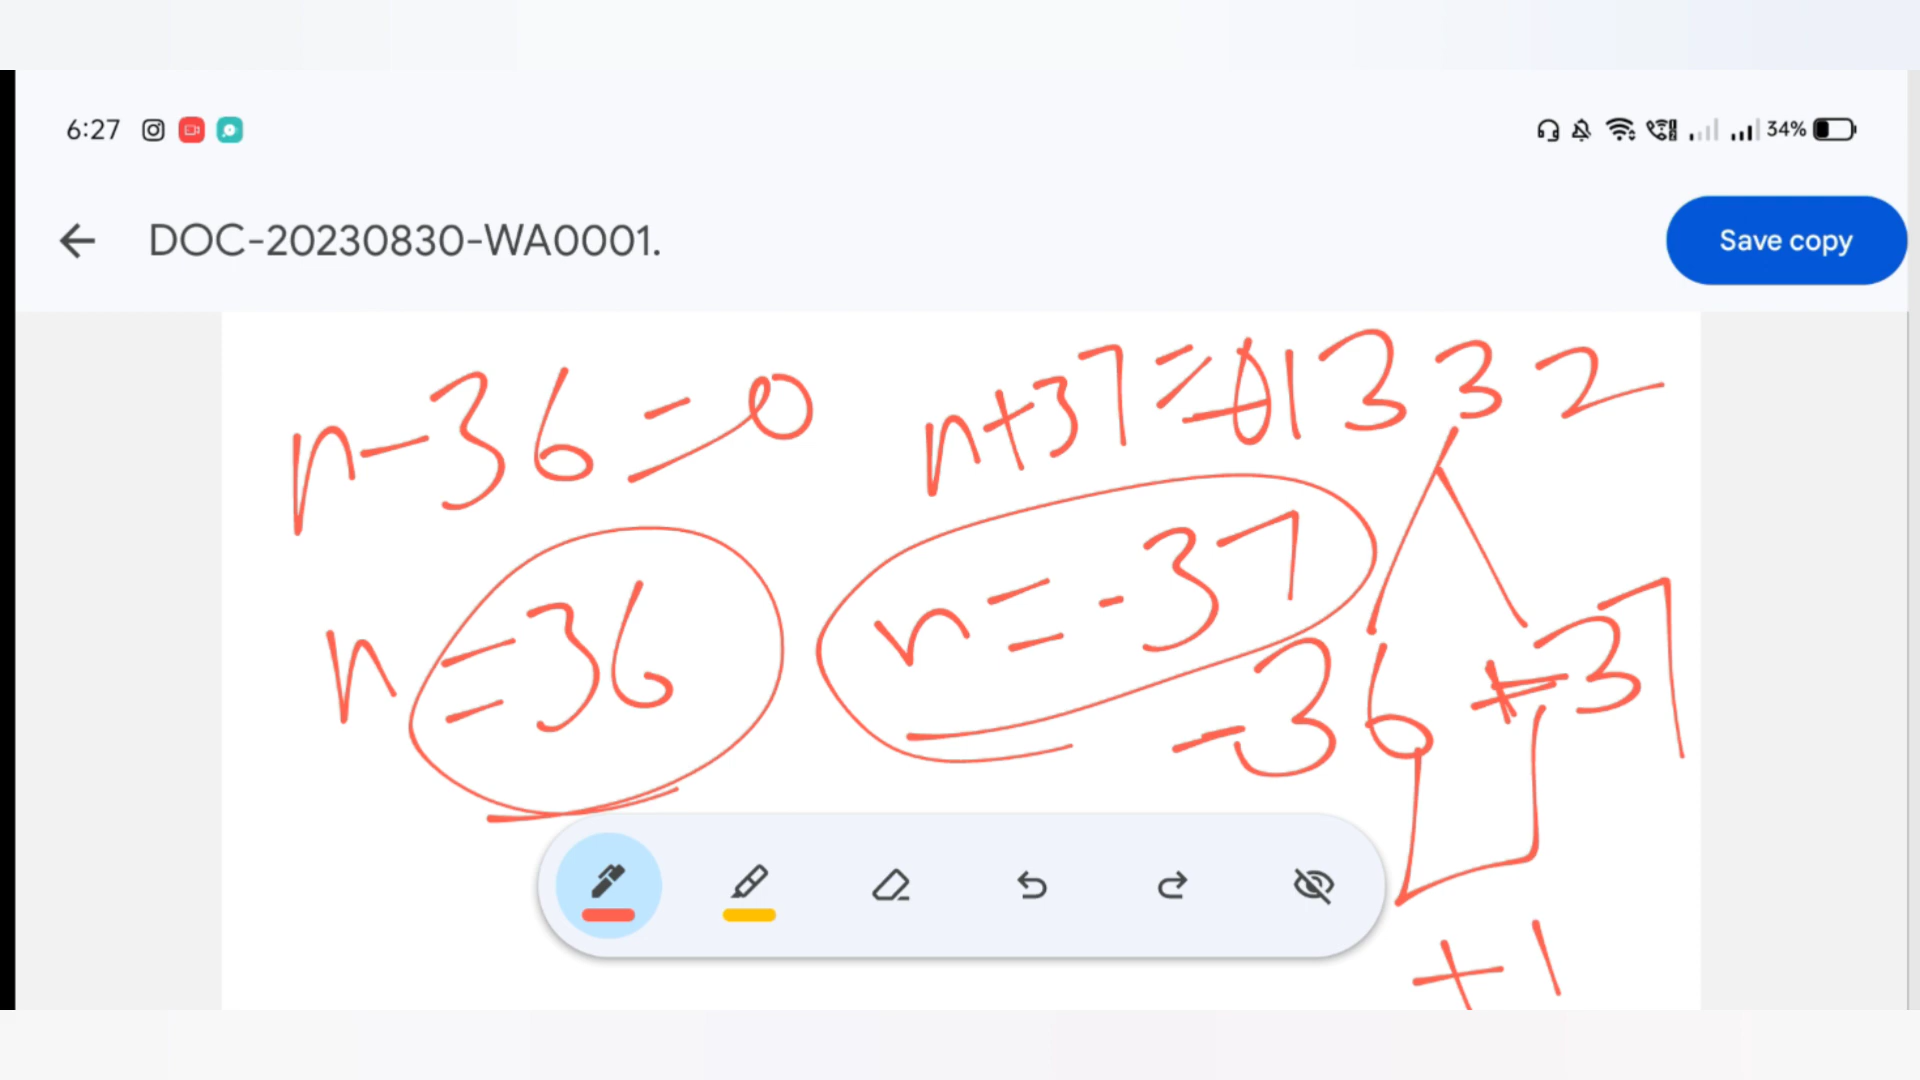 6:27 34%
DOC-20230830-WA0001.
Save copy
n-36=0 n+37=0 -1332
n=36 n=-37
-36 +37
+1